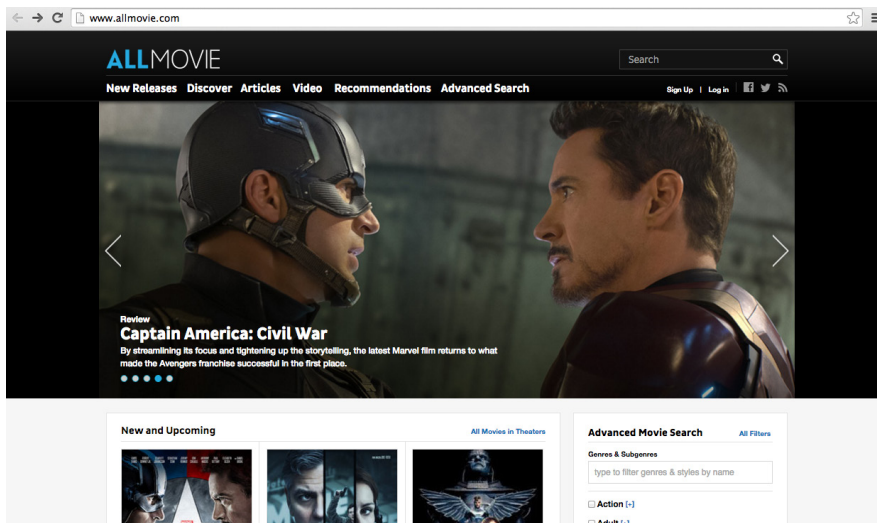 www.allmovie.com
ALLMOVIE
Search
New Releases Discover Articles Video Recommendations Advanced Search
Sign Up | Log in
Review
Captain America: Civil War
By streamlining its focus and tightening up the storytelling, the latest Marvel film returns to what
made the Avengers franchise successful in the first place.
New and Upcoming
All Movies in Theaters
Advanced Movie Search
All Filters
Genres & Subgenres
type to filter genres & styles by name
Action [+]
Adult [+]